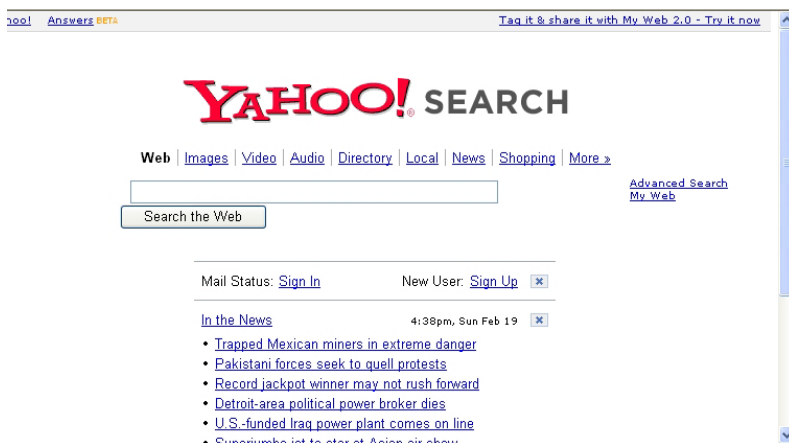 Answers BETA Tag it & share it with My Web 2.0 - Try it now
YAHOO! SEARCH
Web | Images | Video | Audio | Directory | Local | News | Shopping | More »
Advanced Search
My Web
Search the Web
Mail Status: Sign In New User: Sign Up
In the News 4:38pm, Sun Feb 19
• Trapped Mexican miners in extreme danger
• Pakistani forces seek to quell protests
• Record jackpot winner may not rush forward
• Detroit-area political power broker dies
• U.S.-funded Iraq power plant comes on line